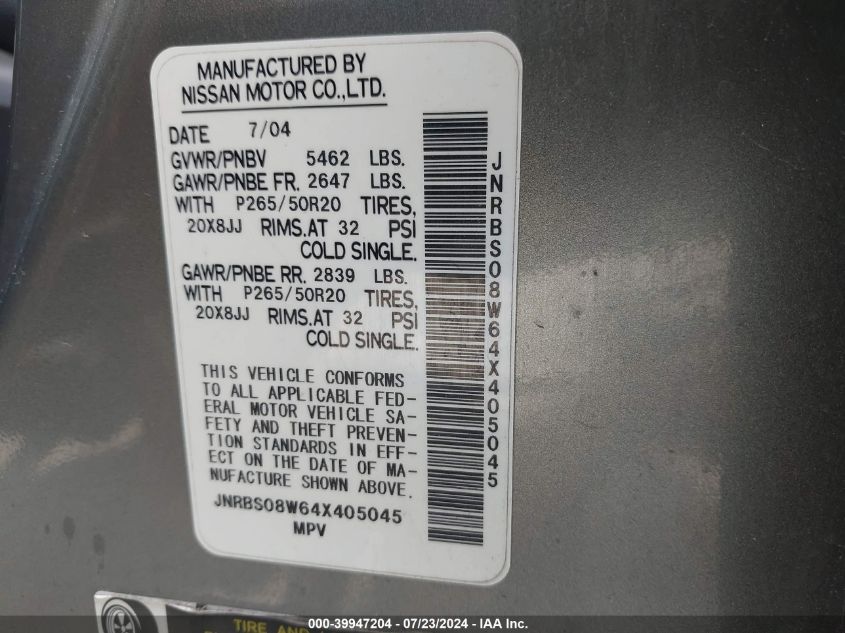 MANUFACTURED BY
NISSAN MOTOR CO.,LTD.
DATE 7/04
GVWR/PNBV 5462 LBS.
GAWR/PNBE FR. 2647 LBS.
WITH P265/50R20 TIRES,
20X8JJ RIMS.AT 32 PSI
COLD SINGLE.
GAWR/PNBE RR. 2839 LBS.
WITH P265/50R20 TIRES,
20X8JJ RIMS.AT 32 PSI
COLD SINGLE.
THIS VEHICLE CONFORMS
TO ALL APPLICABLE FED-
ERAL MOTOR VEHICLE SA-
FETY AND THEFT PREVEN-
TION STANDARDS IN EFF-
ECT ON THE DATE OF MA-
NUFACTURE SHOWN ABOVE.
JNRBS08W64X405045
MPV
JNRBS08W64X405045
TIRE AND
000-39947204 - 07/23/2024 - IAA Inc.